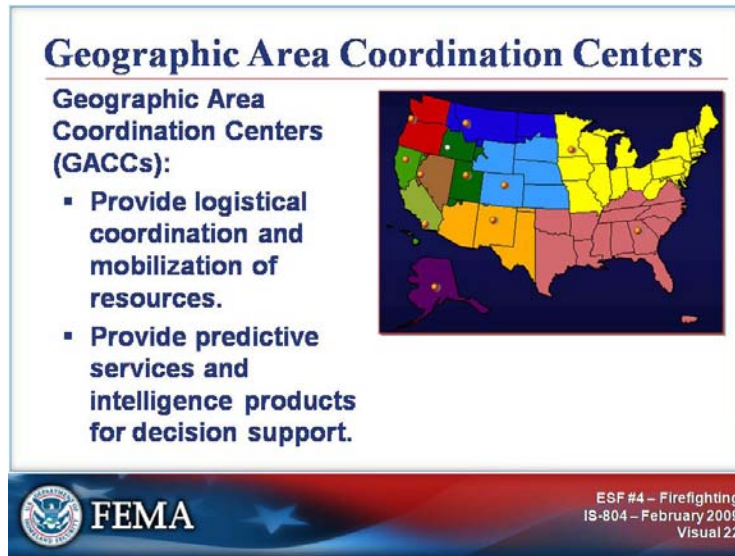 Geographic Area Coordination Centers
Geographic Area
Coordination Centers
(GACCs):
▪ Provide logistical
coordination and
mobilization of
resources.
▪ Provide predictive
services and
intelligence products
for decision support.
FEMA
ESF #4 – Firefighting
IS-804 – February 2009
Visual 22